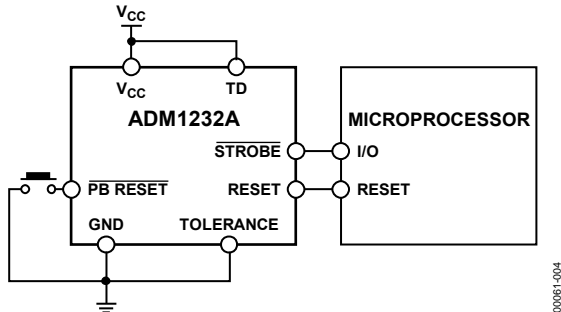 VCC
VCC
TD
ADM1232A
MICROPROCESSOR
STROBE
I/O
PB RESET
RESET
RESET
GND
TOLERANCE
00061-004